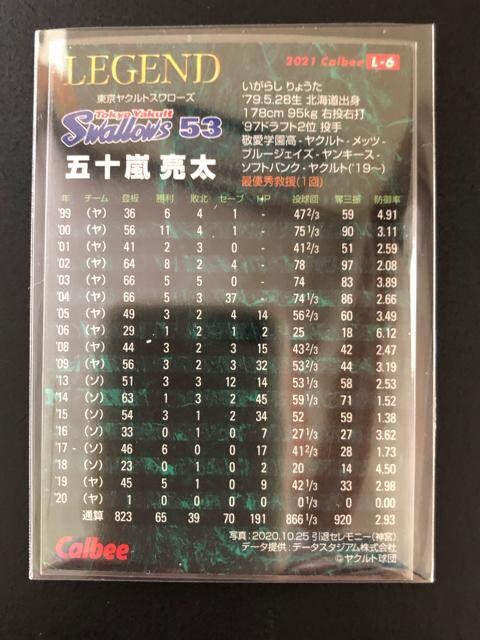 LEGEND
2021 Calbee L-6
東京ヤクルトスワローズ
Tokyo Yakult
Swallows 53
五十嵐 亮太
いがらし りょうた
'79.5.28生 北海道出身
178cm 95kg 右投右打
'97ドラフト2位 投手
敬愛学園高-ヤクルト-メッツ-
ブルージェイズ-ヤンキース-
ソフトバンク-ヤクルト('19~)
最優秀救援(1回)
年 チーム 登板 勝利 敗北 セーブ HP 投球回 奪三振 防御率
'99 (ヤ) 36 6 4 1 - 47 2/3 59 4.91
'00 (ヤ) 56 11 4 1 - 75 1/3 90 3.11
'01 (ヤ) 41 2 3 0 - 41 2/3 51 2.59
'02 (ヤ) 64 8 2 4 - 78 97 2.08
'03 (ヤ) 66 5 5 0 - 74 83 3.89
'04 (ヤ) 66 5 3 37 - 74 1/3 86 2.66
'05 (ヤ) 49 3 2 4 14 56 2/3 60 3.49
'06 (ヤ) 29 1 2 1 2 25 18 6.12
'08 (ヤ) 44 3 2 3 15 43 2/3 42 2.47
'09 (ヤ) 56 3 2 3 32 53 2/3 44 3.19
'13 (ソ) 51 3 3 12 14 53 1/3 58 2.53
'14 (ソ) 63 1 3 2 45 59 1/3 71 1.52
'15 (ソ) 54 3 1 2 34 52 59 1.38
'16 (ソ) 33 0 1 0 7 27 1/3 27 3.62
'17 (ソ) 46 6 0 0 17 41 2/3 28 1.73
'18 (ソ) 23 0 1 0 2 20 14 4.50
'19 (ヤ) 45 5 1 0 9 42 1/3 33 2.98
'20 (ヤ) 1 0 0 0 0 0 1/3 0 0.00
通算 823 65 39 70 191 866 1/3 920 2.93
Calbee
写真:2020.10.25 引退セレモニー(神宮)
データ提供:データスタジアム株式会社
©ヤクルト球団